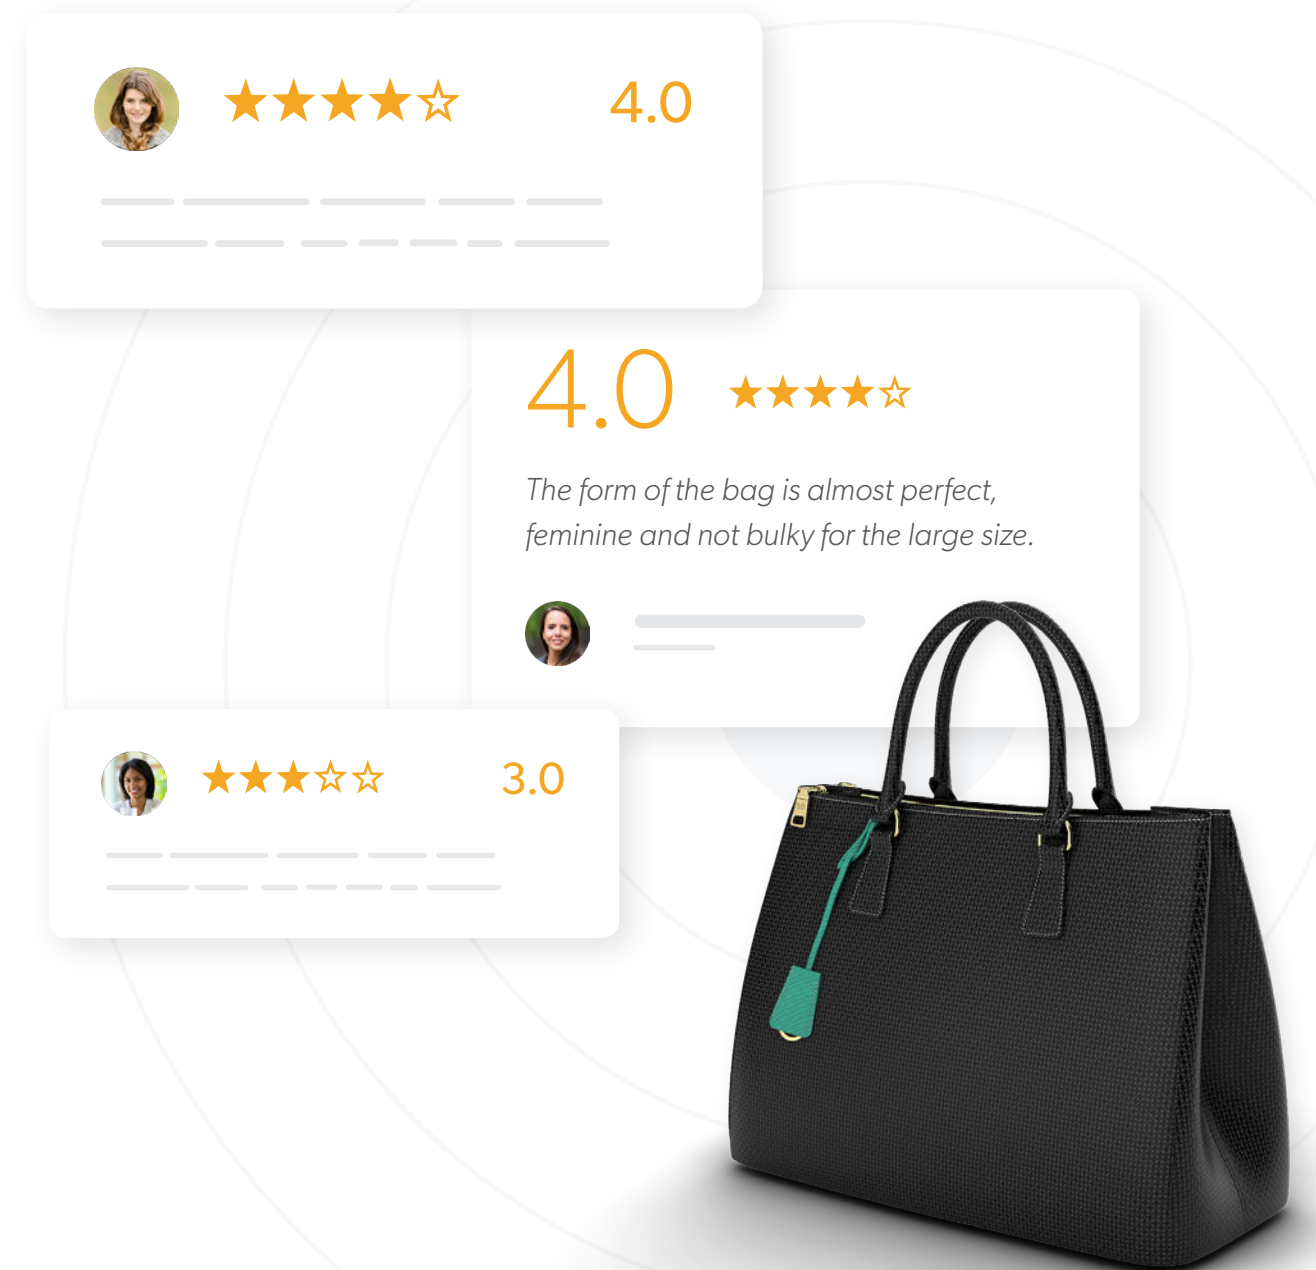 4.0
4.0
The form of the bag is almost perfect,
feminine and not bulky for the large size.
3.0